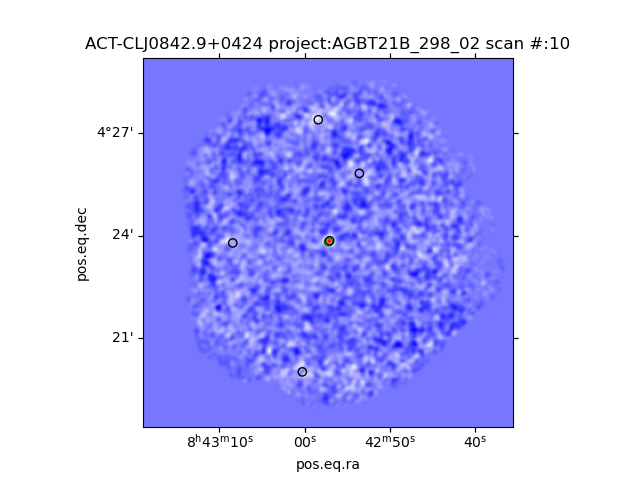 ACT-CLJ0842.9+0424 project:AGBT21B_298_02 scan #:10
4°27'
24'
21'
pos.eq.dec
8ʰ43ᵐ10ˢ 00ˢ 42ᵐ50ˢ 40ˢ
pos.eq.ra